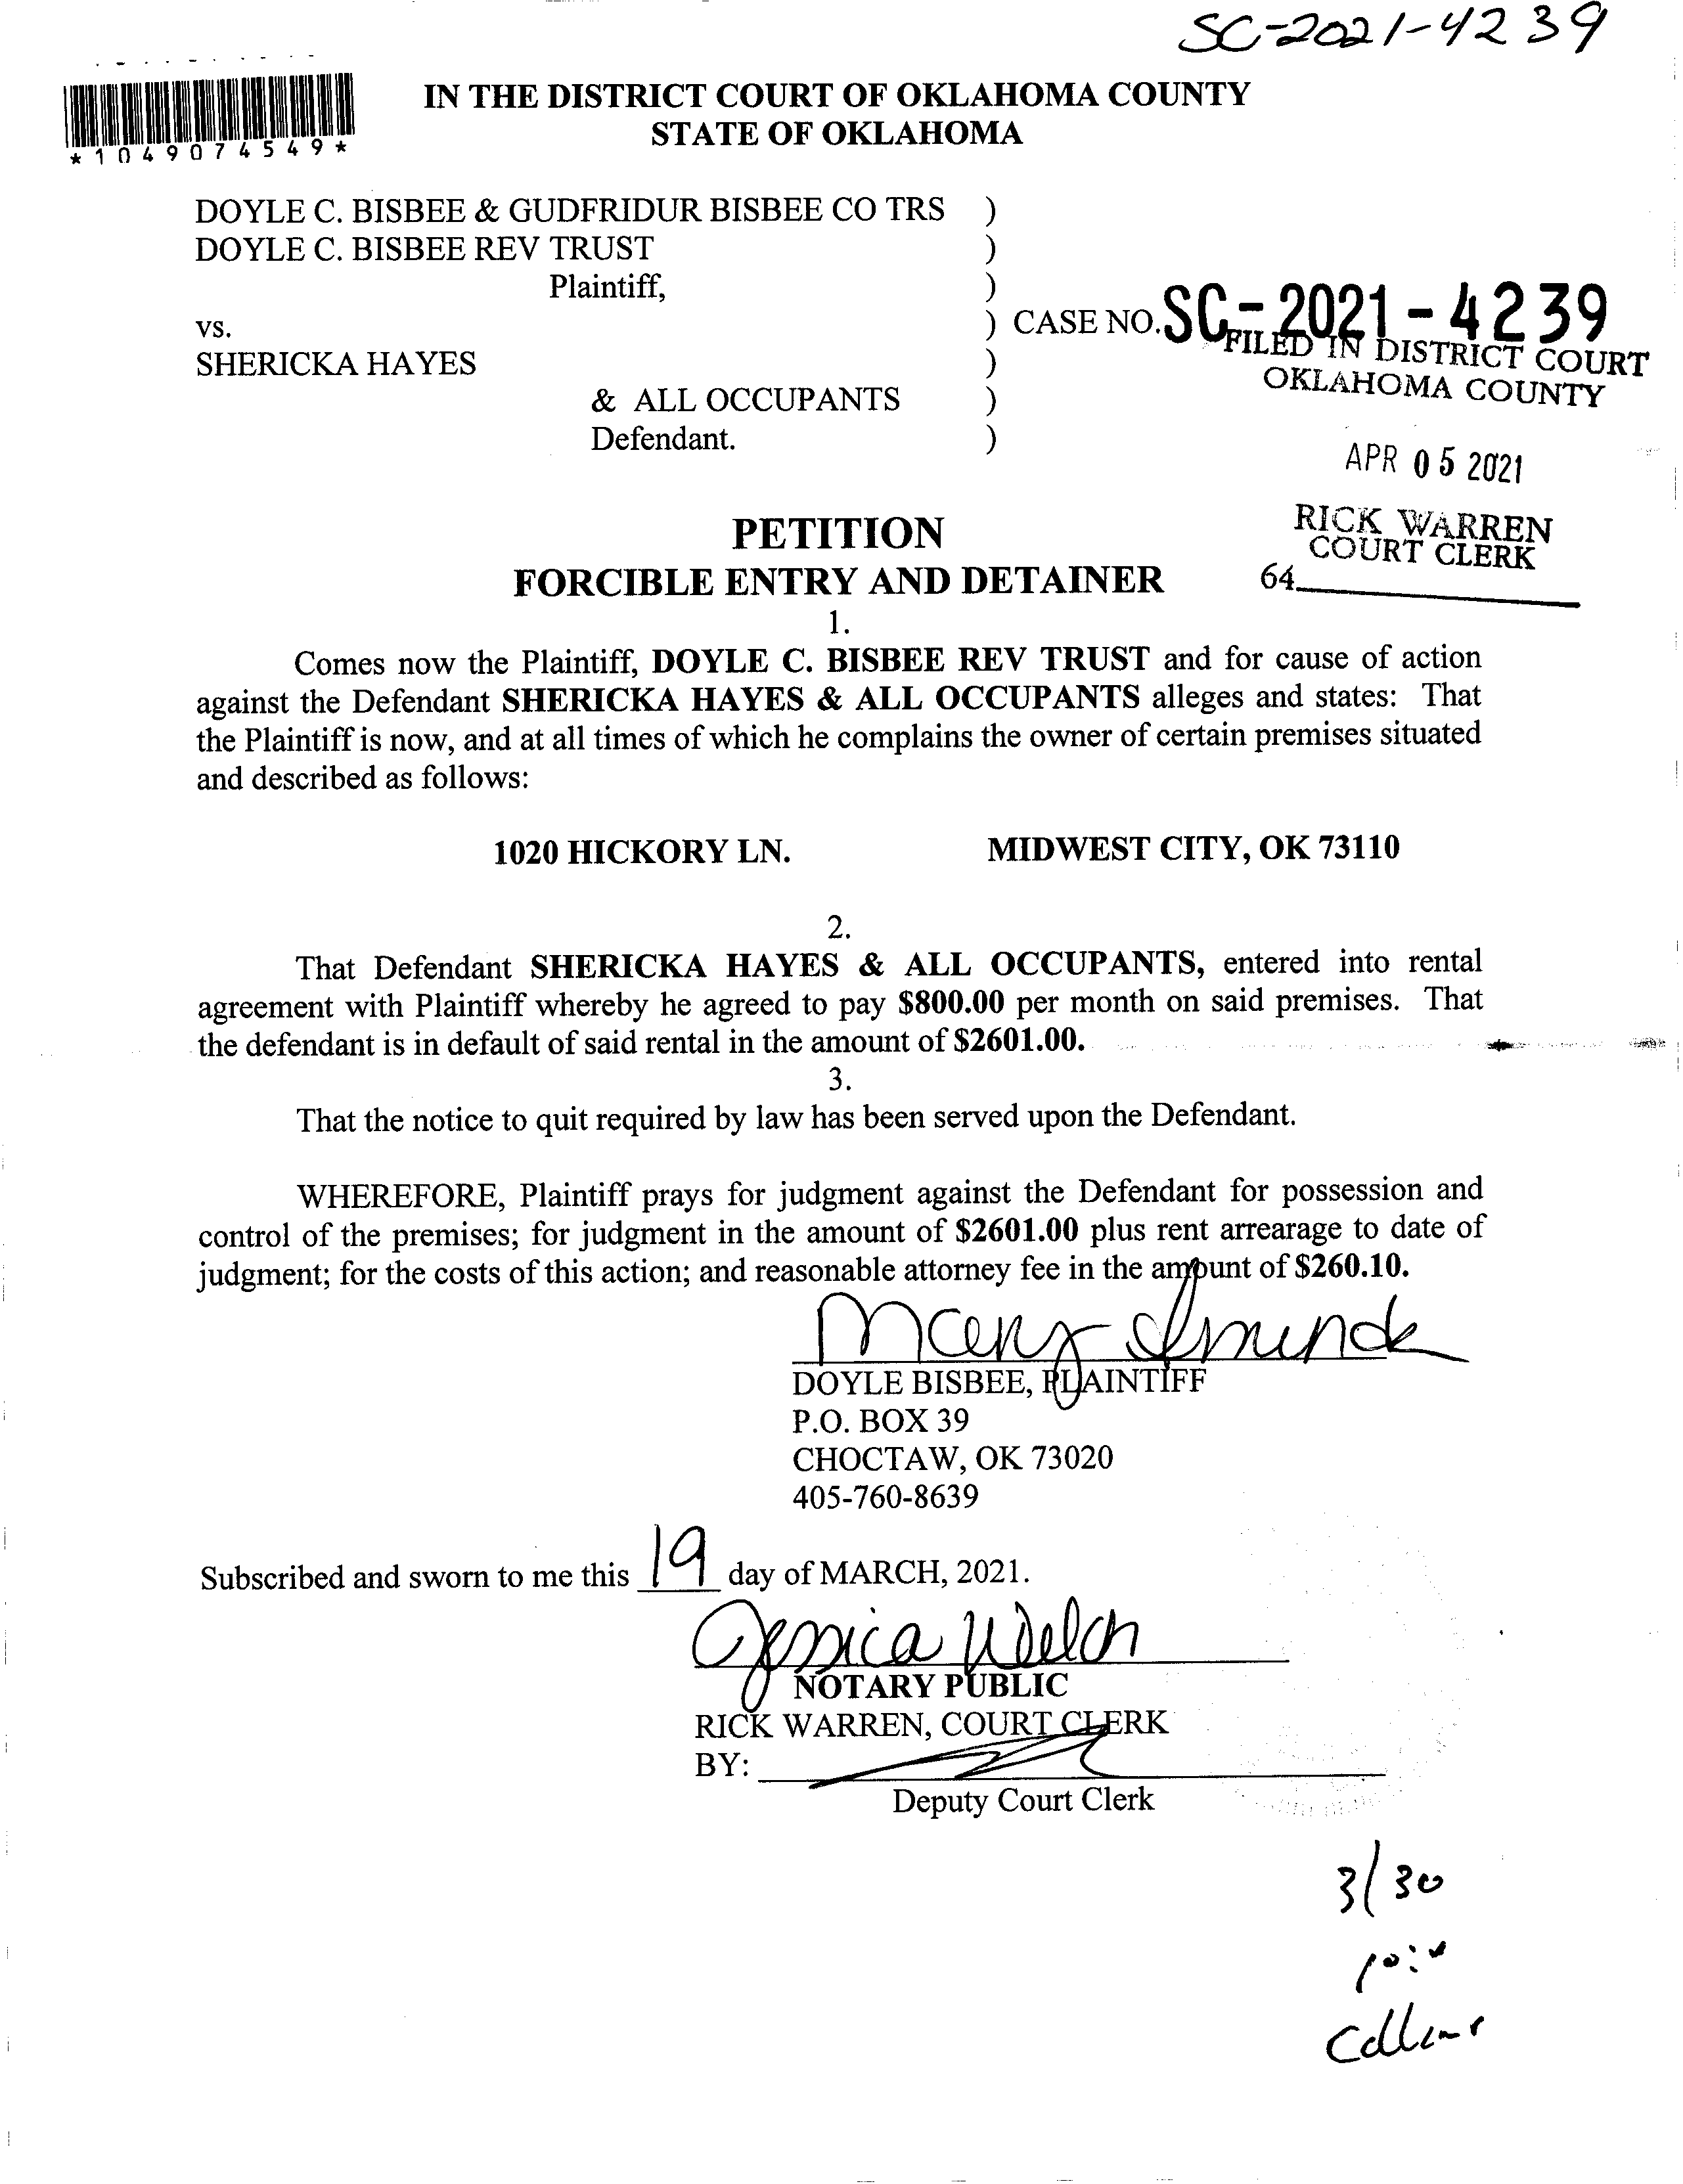 SC-2021-4239
*1049074549*
IN THE DISTRICT COURT OF OKLAHOMA COUNTY
STATE OF OKLAHOMA
DOYLE C. BISBEE & GUDFRIDUR BISBEE CO TRS )
DOYLE C. BISBEE REV TRUST )
Plaintiff, )
vs. ) CASE NO. SC-2021-4239
FILED IN DISTRICT COURT
SHERICKA HAYES )
OKLAHOMA COUNTY
& ALL OCCUPANTS )
Defendant. )
APR 05 2021
RICK WARREN
COURT CLERK
64
PETITION
FORCIBLE ENTRY AND DETAINER
1.
Comes now the Plaintiff, DOYLE C. BISBEE REV TRUST and for cause of action
against the Defendant SHERICKA HAYES & ALL OCCUPANTS alleges and states: That
the Plaintiff is now, and at all times of which he complains the owner of certain premises situated
and described as follows:
1020 HICKORY LN. MIDWEST CITY, OK 73110
2.
That Defendant SHERICKA HAYES & ALL OCCUPANTS, entered into rental
agreement with Plaintiff whereby he agreed to pay $800.00 per month on said premises. That
the defendant is in default of said rental in the amount of $2601.00.
3.
That the notice to quit required by law has been served upon the Defendant.
WHEREFORE, Plaintiff prays for judgment against the Defendant for possession and
control of the premises; for judgment in the amount of $2601.00 plus rent arrearage to date of
judgment; for the costs of this action; and reasonable attorney fee in the amount of $260.10.
DOYLE BISBEE, PLAINTIFF
P.O. BOX 39
CHOCTAW, OK 73020
405-760-8639
Subscribed and sworn to me this 19 day of MARCH, 2021.
Jessica Welch
NOTARY PUBLIC
RICK WARREN, COURT CLERK
BY:
Deputy Court Clerk
3/30